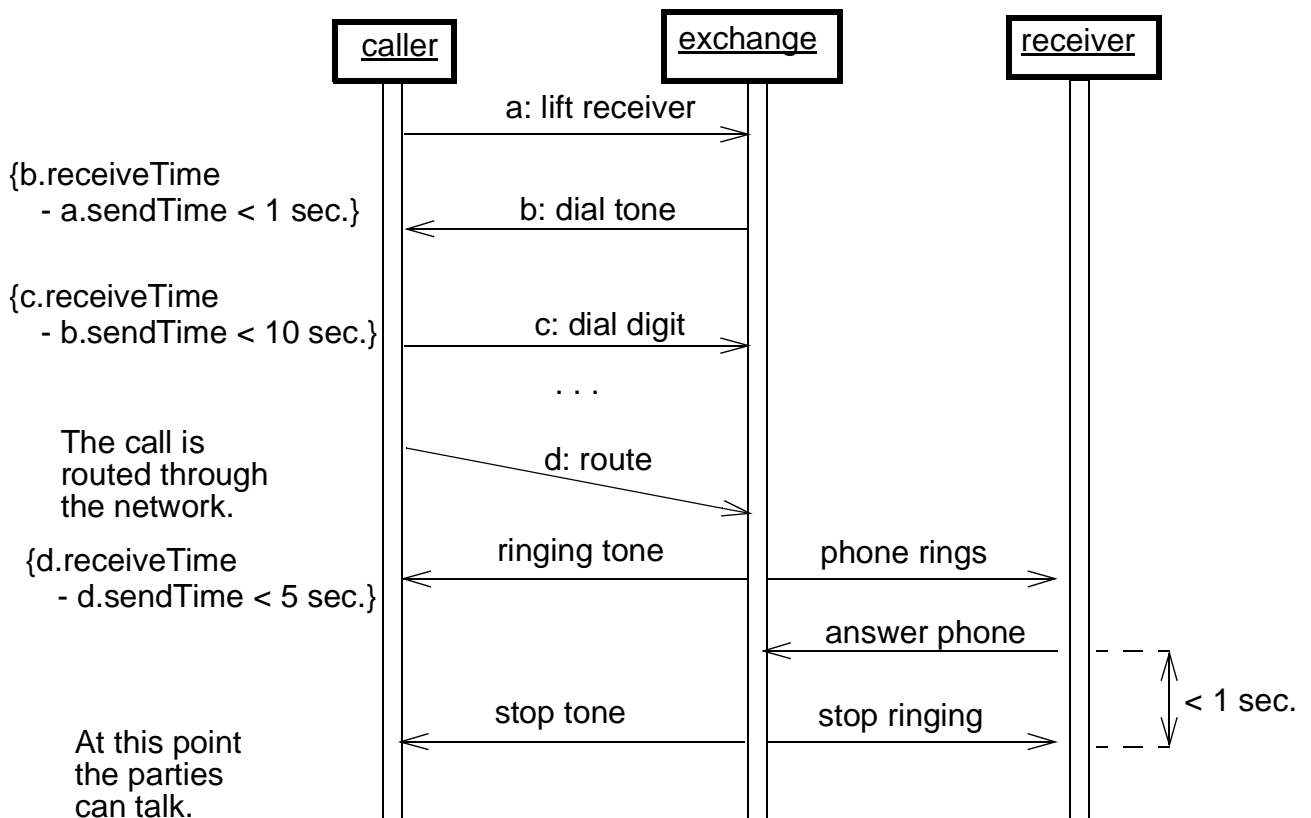 caller
exchange
receiver
a: lift receiver
{b.receiveTime
- a.sendTime < 1 sec.}
b: dial tone
{c.receiveTime
- b.sendTime < 10 sec.}
c: dial digit
. . .
The call is
routed through
the network.
d: route
{d.receiveTime
- d.sendTime < 5 sec.}
ringing tone
phone rings
answer phone
< 1 sec.
stop tone
stop ringing
At this point
the parties
can talk.